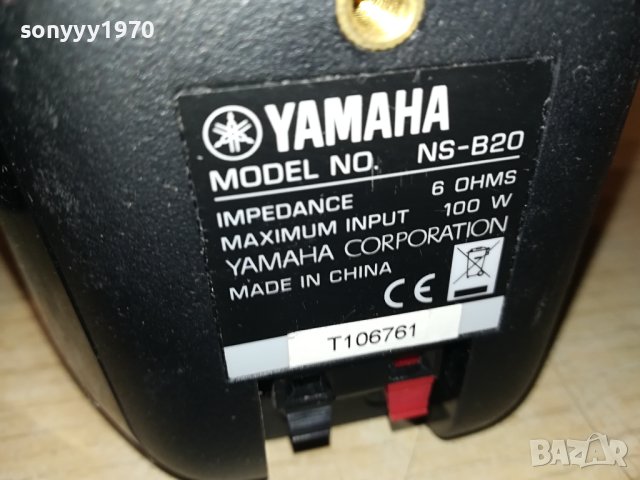 sonyyy1970
YAMAHA
MODEL NO. NS-B20
IMPEDANCE 6 OHMS
MAXIMUM INPUT 100 W
YAMAHA CORPORATION
MADE IN CHINA
CE
T106761
BAZAR